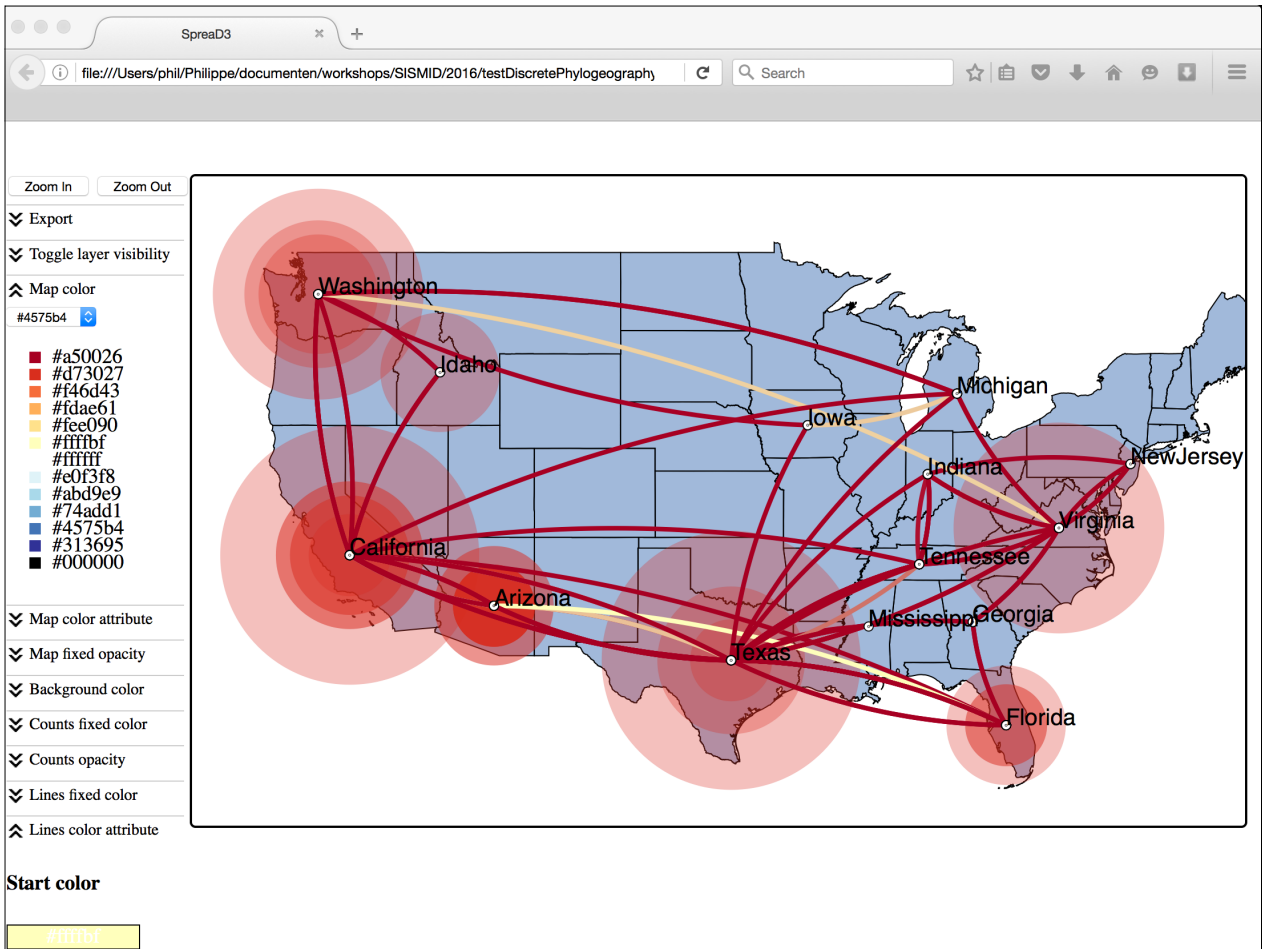 SpreaD3
file:///Users/phil/Philippe/documenten/workshops/SISMID/2016/testDiscretePhylogeography
Search
Zoom In
Zoom Out
Export
Toggle layer visibility
Map color
#4575b4
#a50026
#d73027
#f46d43
#fdae61
#fee090
#ffffbf
#ffffff
#e0f3f8
#abd9e9
#74add1
#4575b4
#313695
#000000
Map color attribute
Map fixed opacity
Background color
Counts fixed color
Counts opacity
Lines fixed color
Lines color attribute
Start color
#ffffbf
Washington
Idaho
Michigan
Iowa
Indiana
NewJersey
Virginia
California
Tennessee
Arizona
Mississippi
Georgia
Texas
Florida